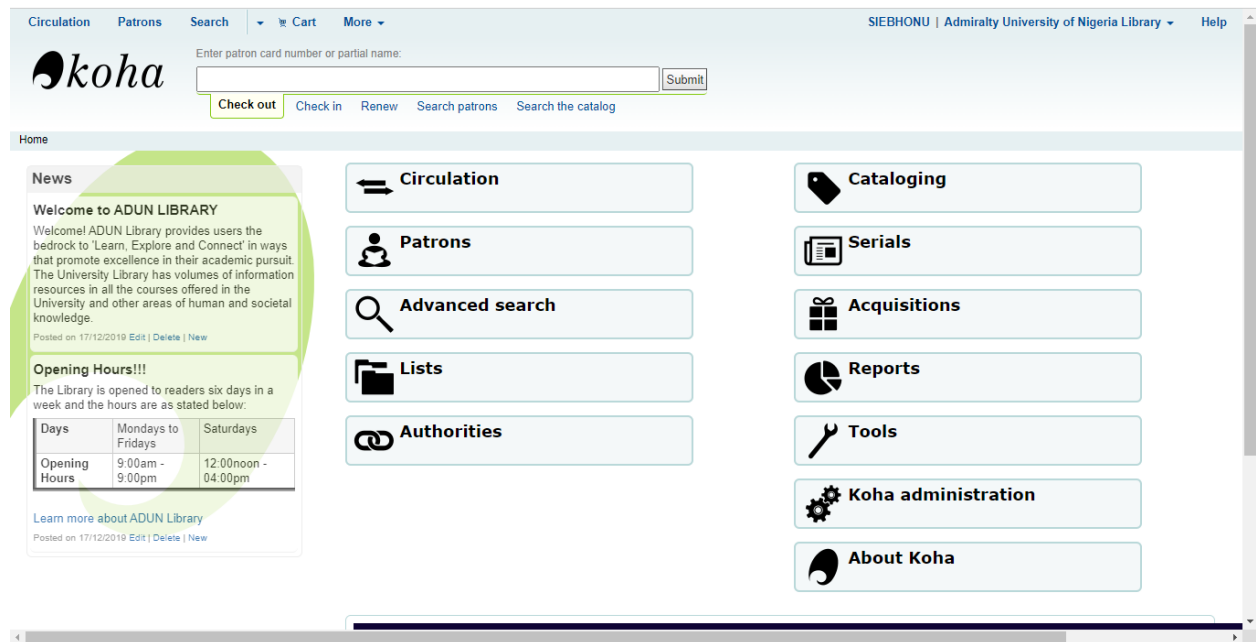 Circulation Patrons Search Cart More SIEBHONU | Admiralty University of Nigeria Library Help
koha
Enter patron card number or partial name:
Submit
Check out Check in Renew Search patrons Search the catalog
Home
News
Welcome to ADUN LIBRARY
Welcome! ADUN Library provides users the
bedrock to 'Learn, Explore and Connect' in ways
that promote excellence in their academic pursuit.
The University Library has volumes of information
resources in all the courses offered in the
University and other areas of human and societal
knowledge.
Posted on 17/12/2019 Edit | Delete | New
Opening Hours!!!
The Library is opened to readers six days in a
week and the hours are as stated below:
Days Mondays to Saturdays
Fridays
Opening 9:00am - 12:00noon -
Hours 9:00pm 04:00pm
Learn more about ADUN Library
Posted on 17/12/2019 Edit | Delete | New
Circulation
Patrons
Advanced search
Lists
Authorities
Cataloging
Serials
Acquisitions
Reports
Tools
Koha administration
About Koha